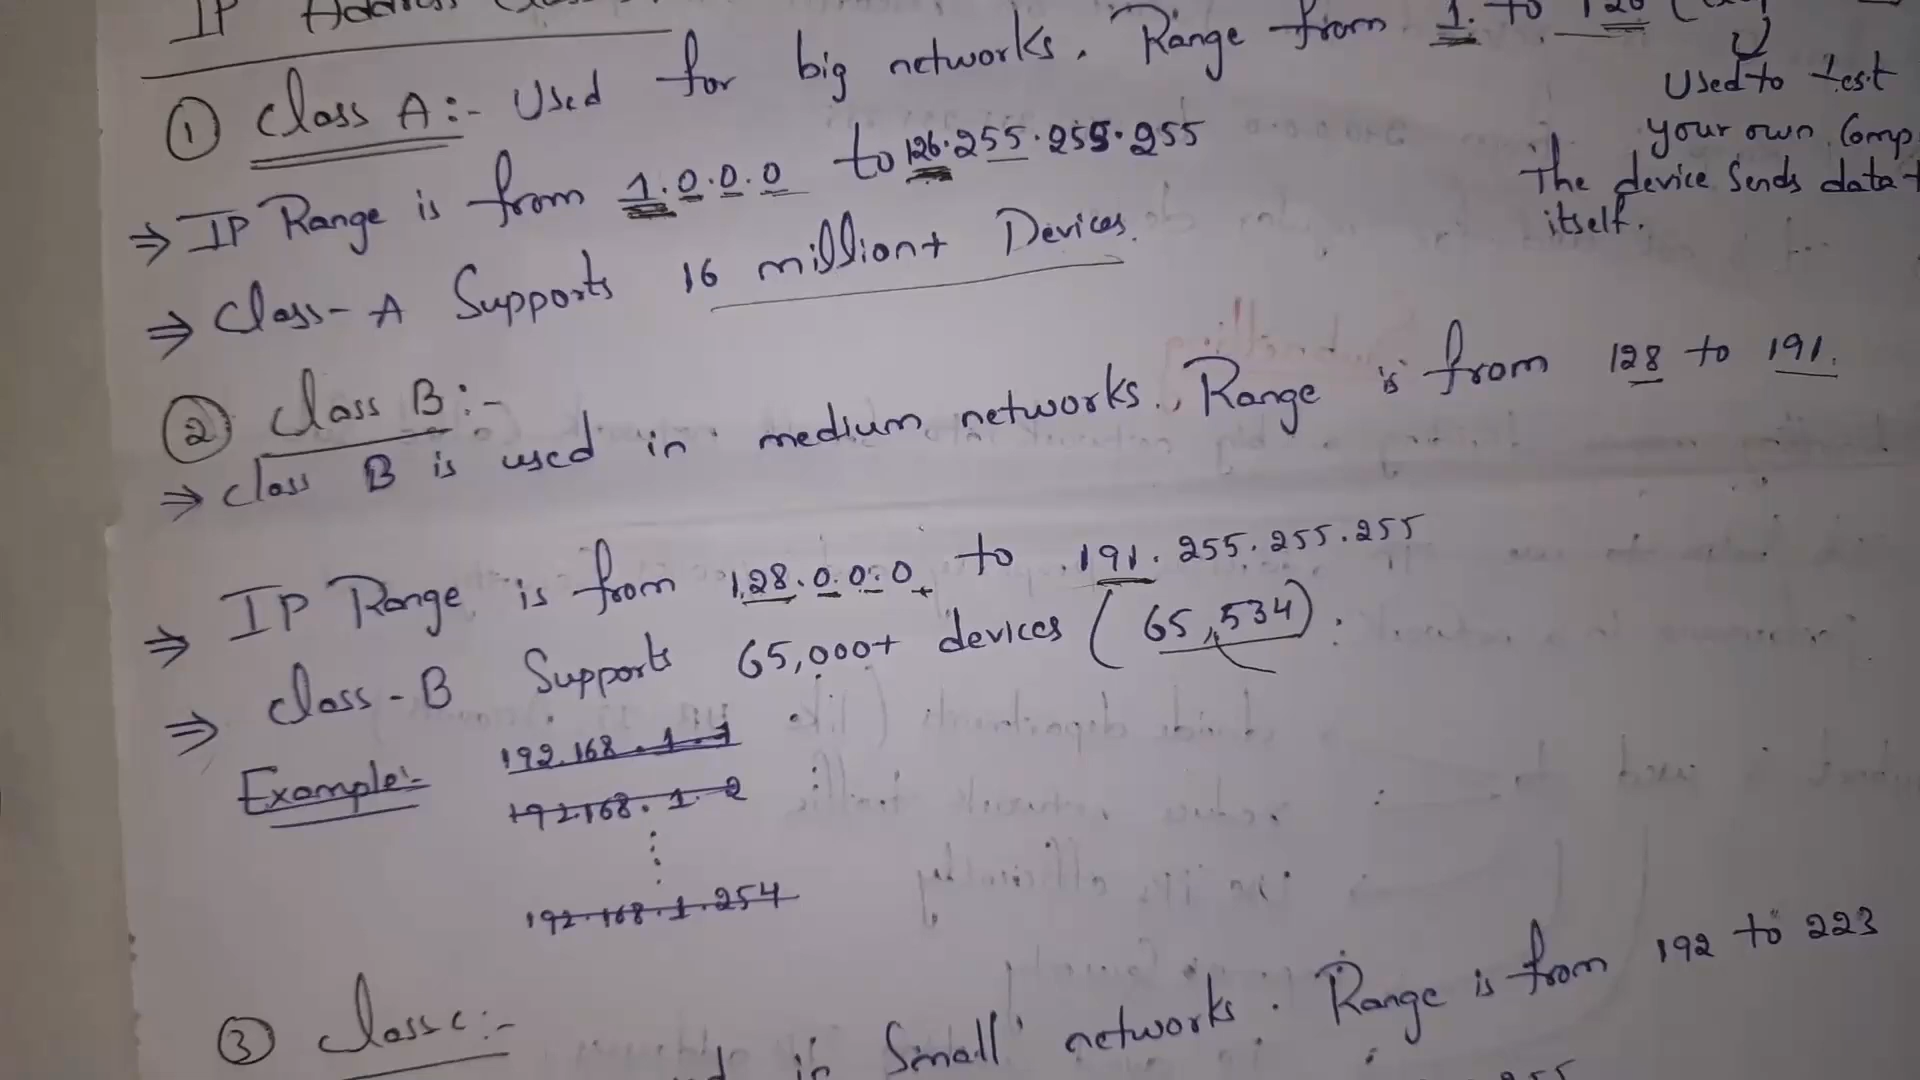 IP Address
① Class A:- Used for big networks. Range from 1. to 126
Used to test
your own Comp
The device Sends data
itself.
⇒ IP Range is from 1.0.0.0 to 126.255.255.255
⇒ Class-A Supports 16 million+ Devices.
② Class B:-
⇒ class B is used in medium networks. Range is from 128 to 191.
⇒ IP Range is from 128.0.0.0 to 191.255.255.255
⇒ class-B Supports 65,000+ devices (65,534).
Example:- 192.168.1.1
192.168.1.2
192.168.1.254
③ Class C:-
in Small networks. Range is from 192 to 223